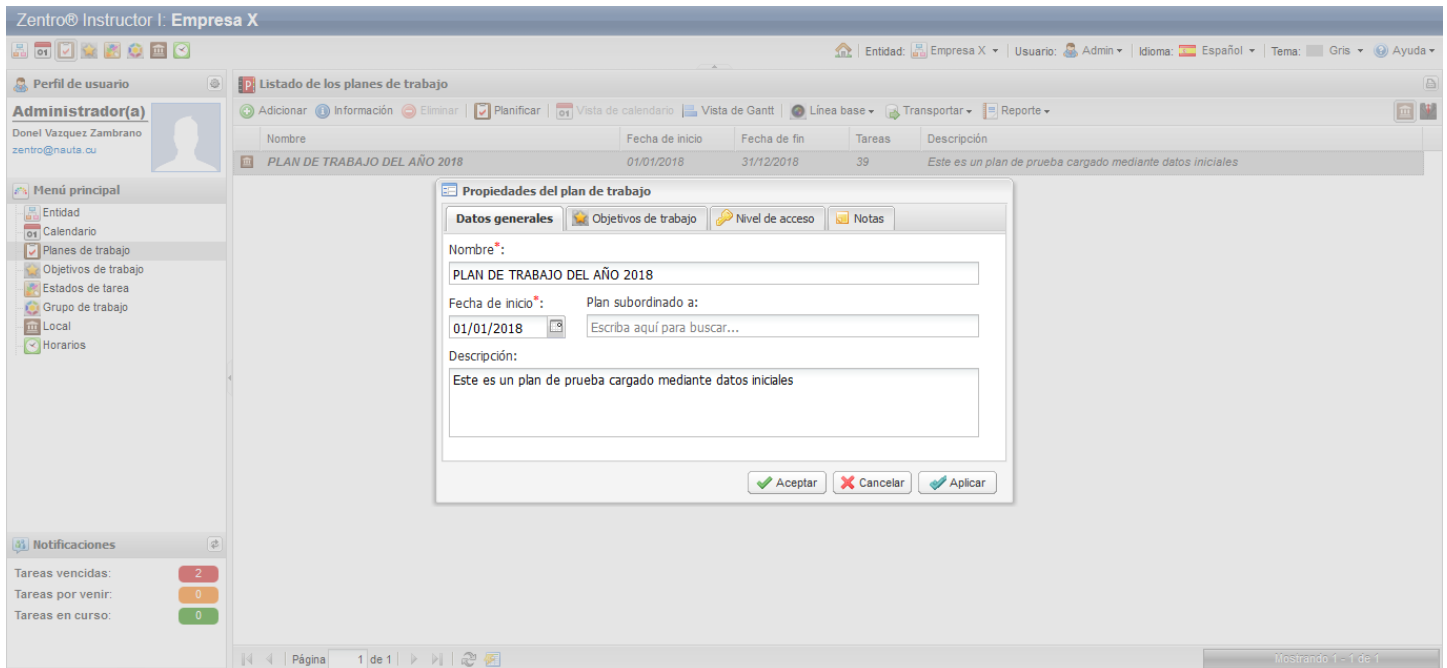 Zentro® Instructor I: Empresa X
01
Entidad: Empresa X Usuario: Admin Idioma: Español Tema: Gris Ayuda
Perfil de usuario
Administrador(a)
Donel Vazquez Zambrano
zentro@nauta.cu
Menú principal
Entidad
01 Calendario
Planes de trabajo
Objetivos de trabajo
Estados de tarea
Grupo de trabajo
Local
Horarios
Notificaciones
Tareas vencidas: 2
Tareas por venir: 0
Tareas en curso: 0
P Listado de los planes de trabajo
Adicionar Información Eliminar Planificar 01 Vista de calendario Vista de Gantt Línea base Transportar Reporte
Nombre Fecha de inicio Fecha de fin Tareas Descripción
PLAN DE TRABAJO DEL AÑO 2018 01/01/2018 31/12/2018 39 Este es un plan de prueba cargado mediante datos iniciales
Propiedades del plan de trabajo
Datos generales Objetivos de trabajo Nivel de acceso Notas
Nombre*:
PLAN DE TRABAJO DEL AÑO 2018
Fecha de inicio*: Plan subordinado a:
01/01/2018 Escriba aquí para buscar...
Descripción:
Este es un plan de prueba cargado mediante datos iniciales
Aceptar Cancelar Aplicar
Página 1 de 1 Mostrando 1 - 1 de 1